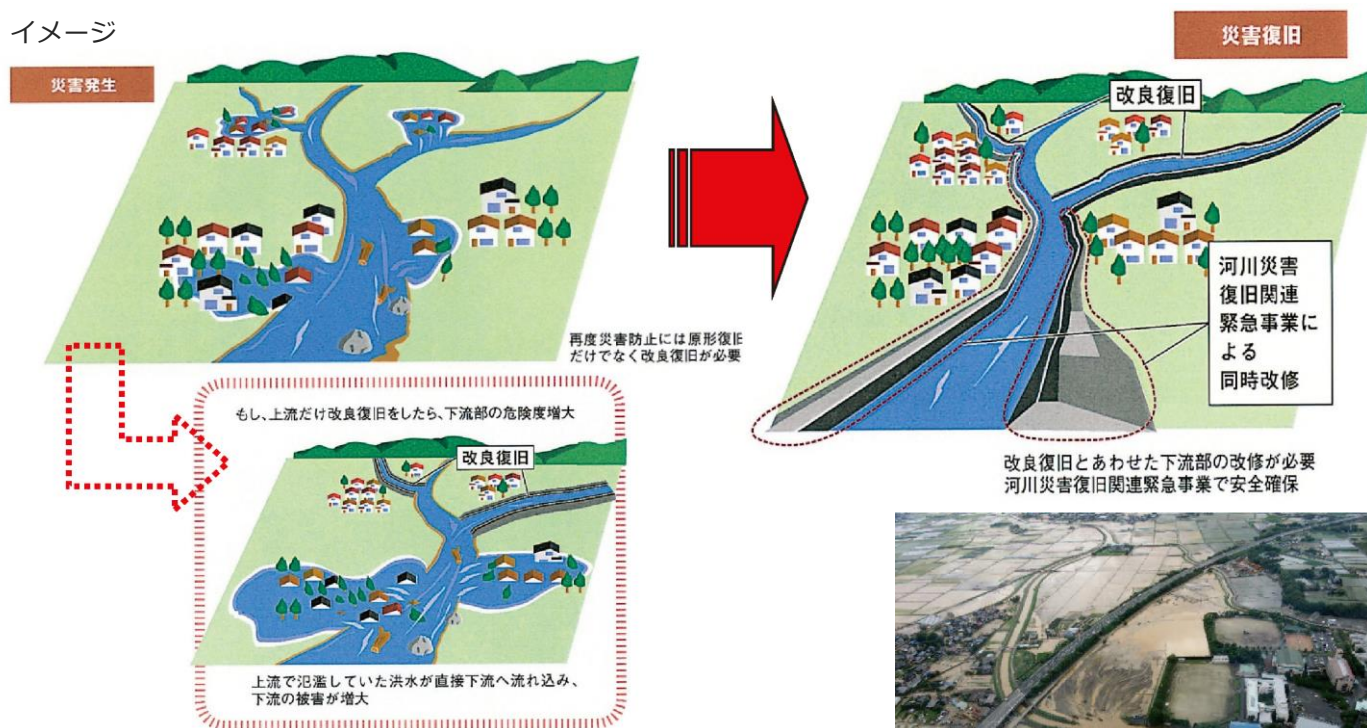 イメージ
災害発生
再度災害防止には原形復旧
だけでなく改良復旧が必要
もし、上流だけ改良復旧をしたら、下流部の危険度増大
改良復旧
上流で氾濫していた洪水が直接下流へ流れ込み、
下流の被害が増大
災害復旧
改良復旧
河川災害
復旧関連
緊急事業に
よる
同時改修
改良復旧とあわせた下流部の改修が必要
河川災害復旧関連緊急事業で安全確保